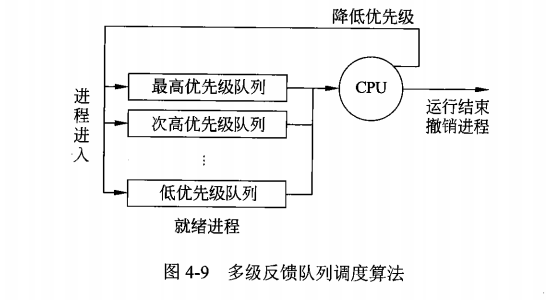 降低优先级
最高优先级队列
CPU
次高优先级队列
⋮
低优先级队列
进程进入
就绪进程
运行结束
撤销进程
图 4-9 多级反馈队列调度算法